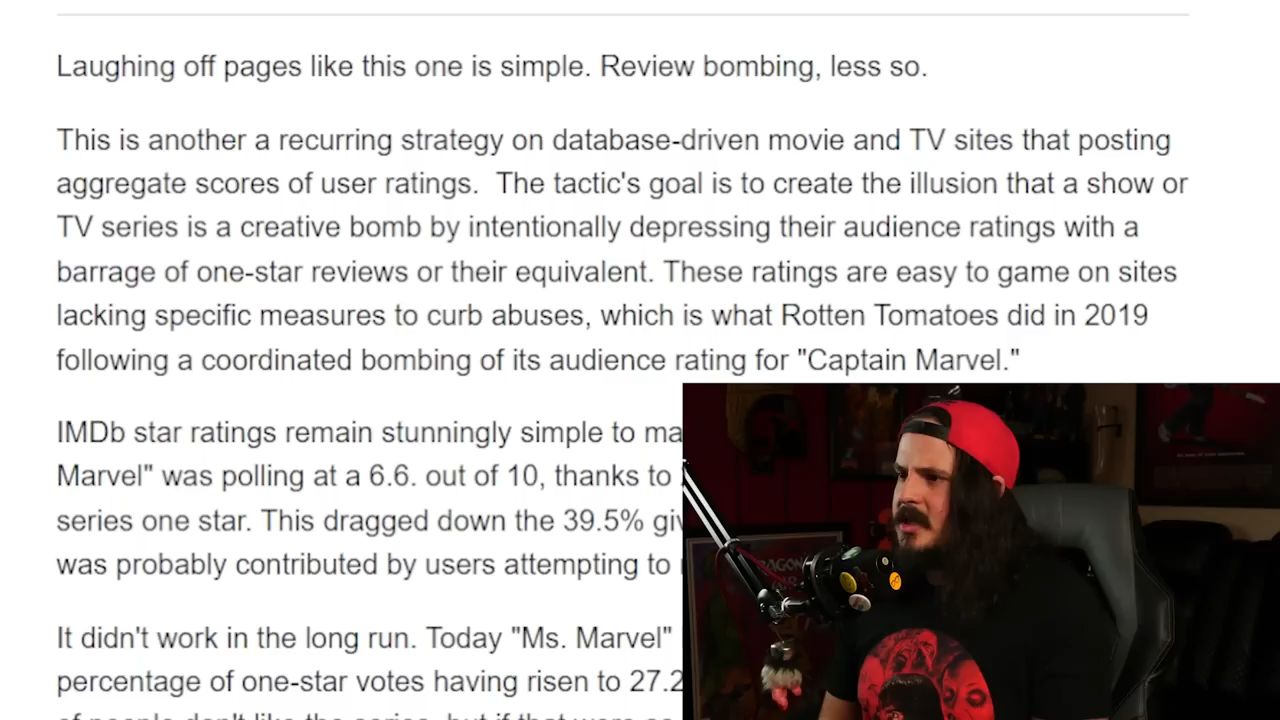 Laughing off pages like this one is simple. Review bombing, less so.
This is another a recurring strategy on database-driven movie and TV sites that posting
aggregate scores of user ratings.  The tactic's goal is to create the illusion that a show or
TV series is a creative bomb by intentionally depressing their audience ratings with a
barrage of one-star reviews or their equivalent. These ratings are easy to game on sites
lacking specific measures to curb abuses, which is what Rotten Tomatoes did in 2019
following a coordinated bombing of its audience rating for "Captain Marvel."
IMDb star ratings remain stunningly simple to
Marvel" was polling at a 6.6. out of 10, thanks to
series one star. This dragged down the 39.5%
was probably contributed by users attempting to
It didn't work in the long run. Today "Ms. Marvel"
percentage of one-star votes having risen to 27.2